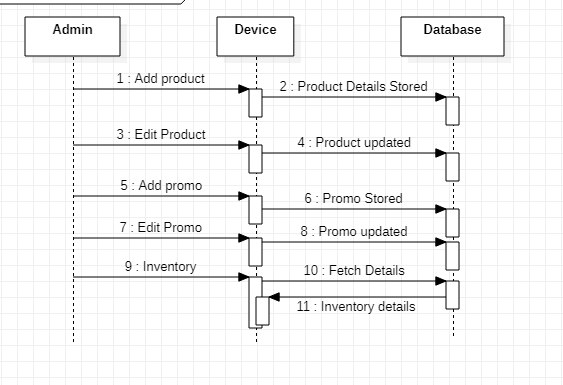 Admin
Device
Database
1 : Add product
2 : Product Details Stored
3 : Edit Product
4 : Product updated
5 : Add promo
6 : Promo Stored
7 : Edit Promo
8 : Promo updated
9 : Inventory
10 : Fetch Details
11 : Inventory details